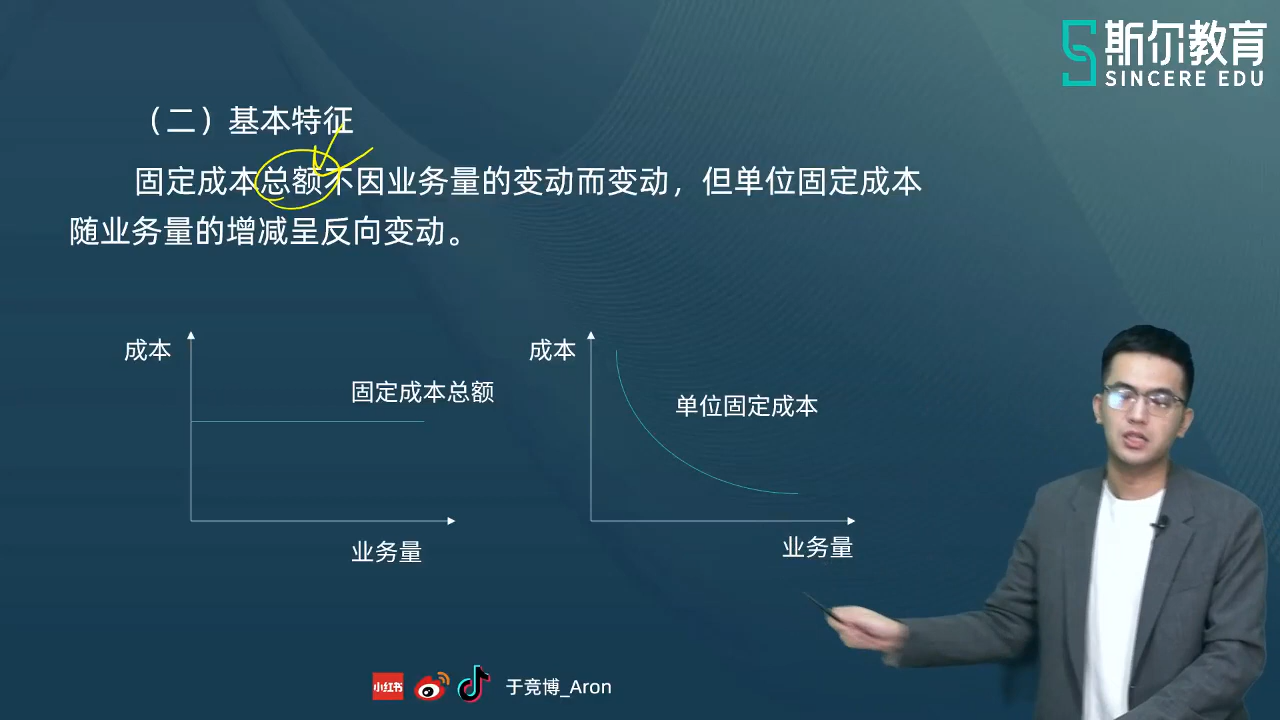 斯尔教育
SINCERE EDU
（二）基本特征
固定成本总额不因业务量的变动而变动，但单位固定成本
随业务量的增减呈反向变动。
成本
固定成本总额
业务量
成本
单位固定成本
业务量
小红书
于竞博_Aron